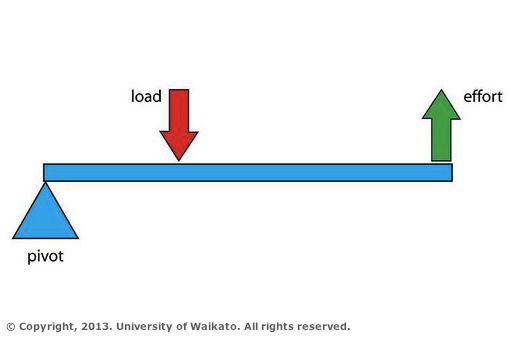 load
effort
pivot
© Copyright, 2013. University of Waikato. All rights reserved.